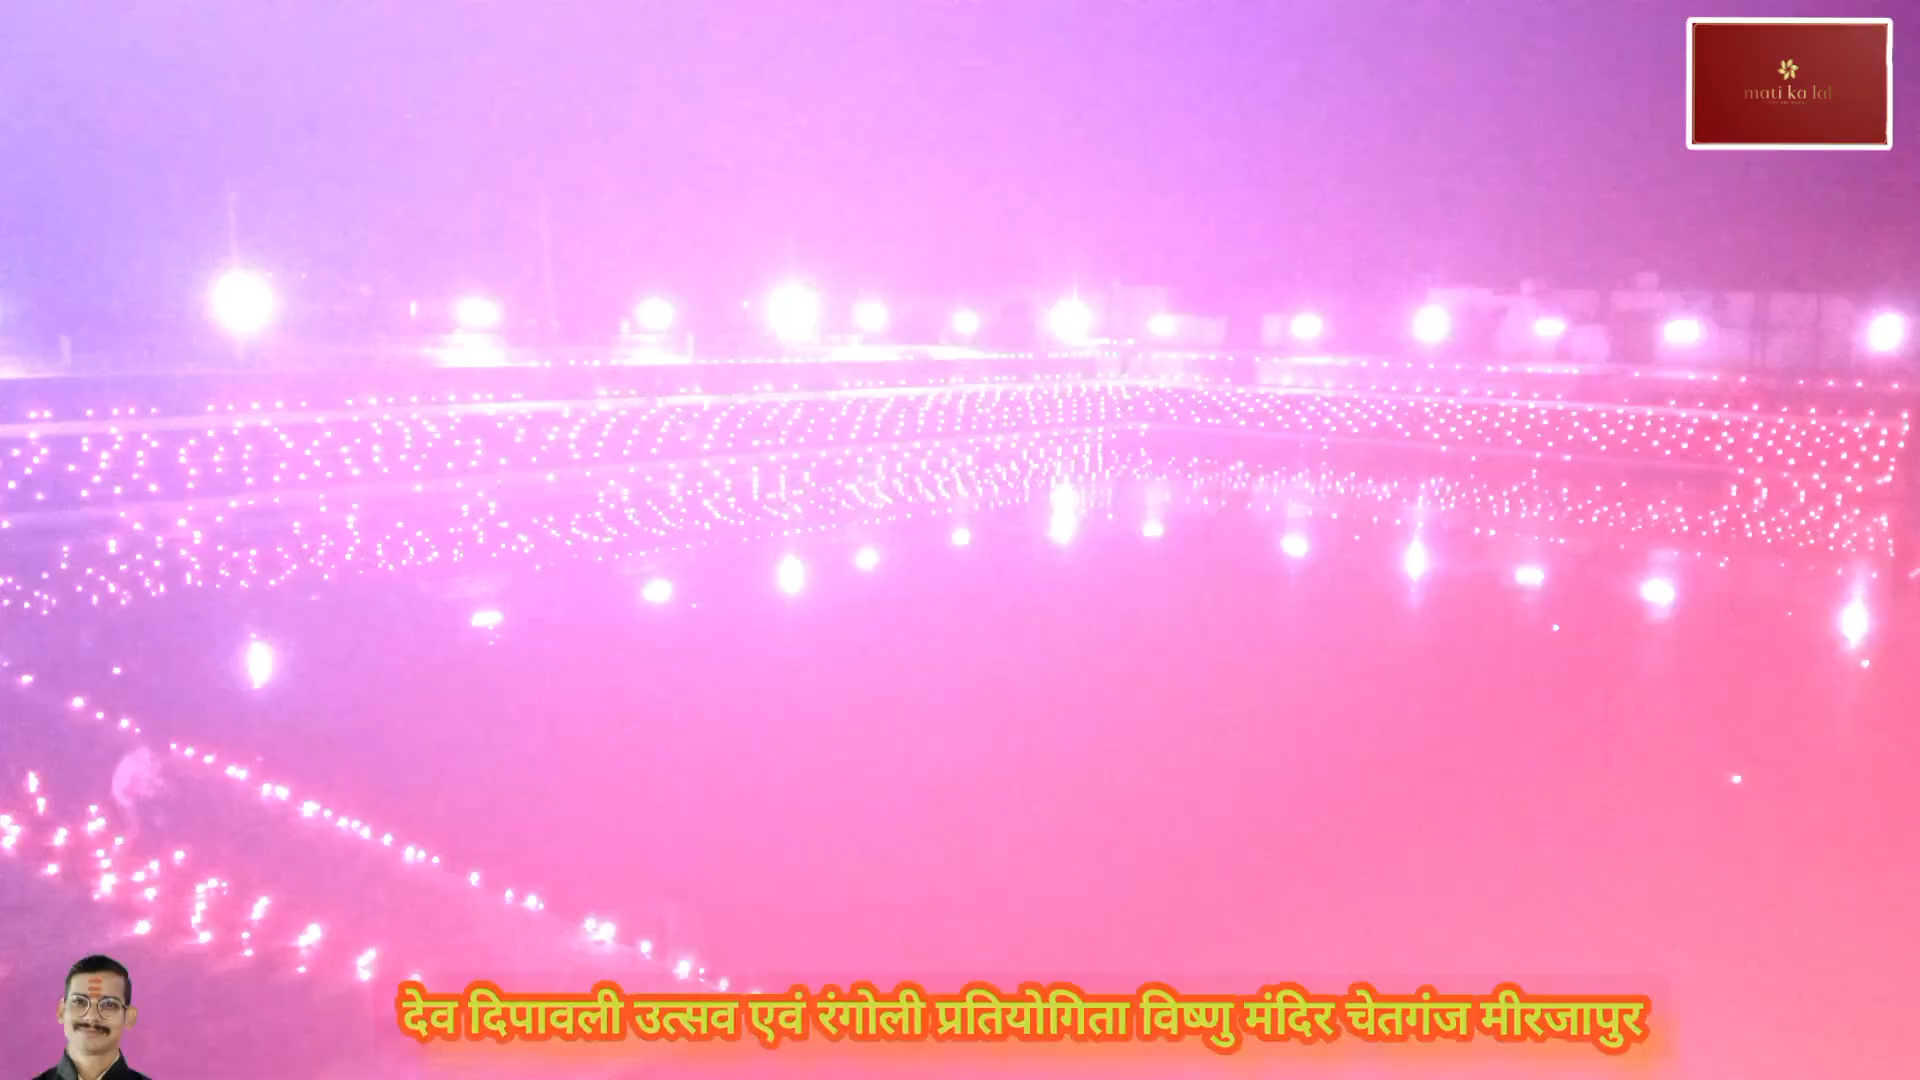 mati ka lal
देव दिपावली उत्सव एवं रंगोली प्रतियोगिता विष्णु मंदिर चेतगंज मीरजापुर